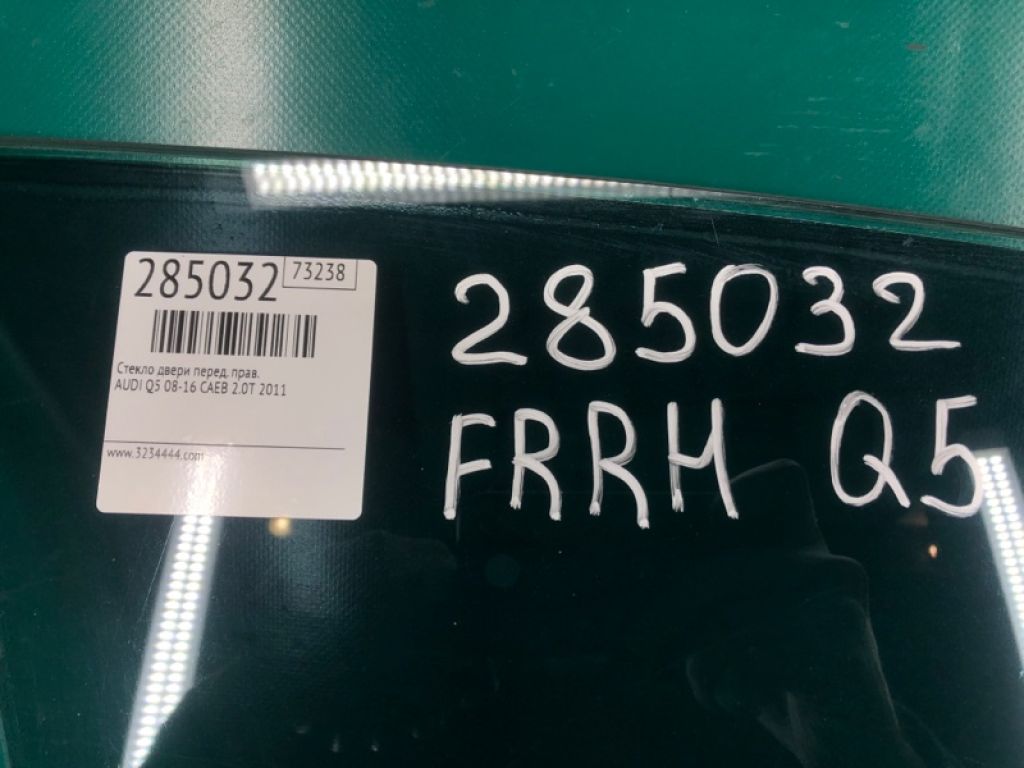 285032 73238
Стекло двери перед. прав.
AUDI Q5 08-16 CAEB 2.0T 2011
www.3234444.com
285032
FRRH Q5